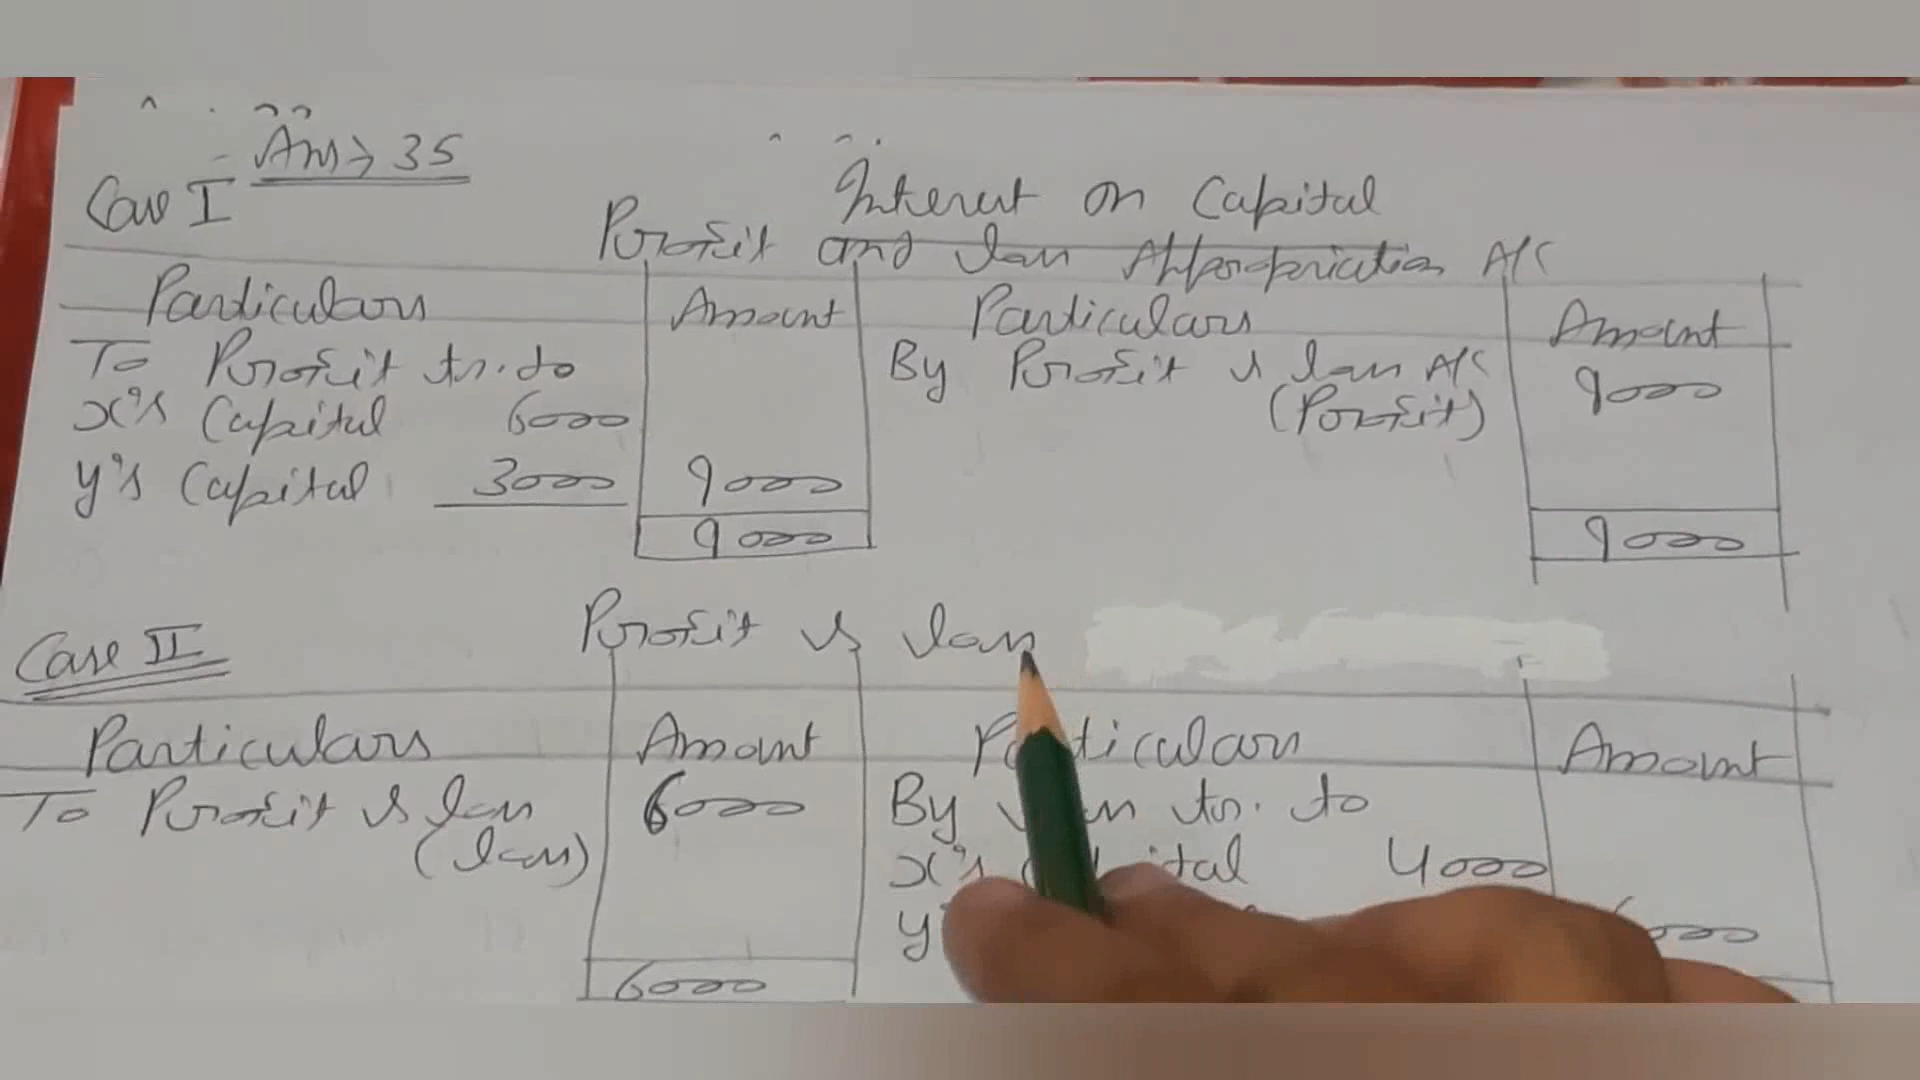 Ans → 35
Case I
Interest on Capital
Profit and loss Appropriation A/C
Particulars Amount Particulars Amount
To Profit tr. to By Profit & loss A/C 9000
x's Capital 6000 (Profit)
y's Capital 3000 9000
9000 9000
Case II Profit & loss
Particulars Amount Particulars Amount
To Profit & loss 6000 By tr. to
(loss) x's 4000
y
6000